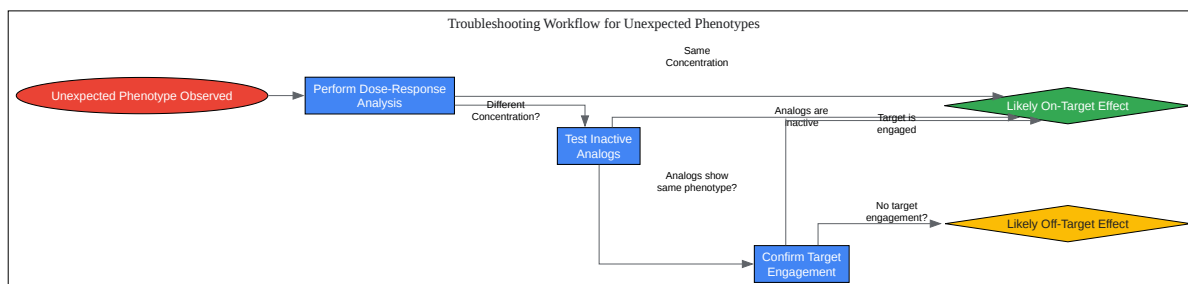 Troubleshooting Workflow for Unexpected Phenotypes
Same
Concentration
Unexpected Phenotype Observed
Perform Dose-Response
Analysis
Different
Concentration?
Likely On-Target Effect
Analogs are
inactive
Target is
engaged
Test Inactive
Analogs
Analogs show
same phenotype?
No target
engagement?
Likely Off-Target Effect
Confirm Target
Engagement